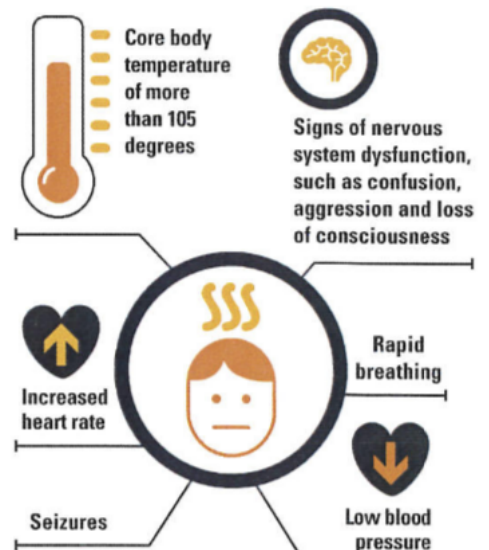 Core body
temperature
of more
than 105
degrees
Signs of nervous
system dysfunction,
such as confusion,
aggression and loss
of consciousness
Increased
heart rate
Rapid
breathing
Seizures
Low blood
pressure